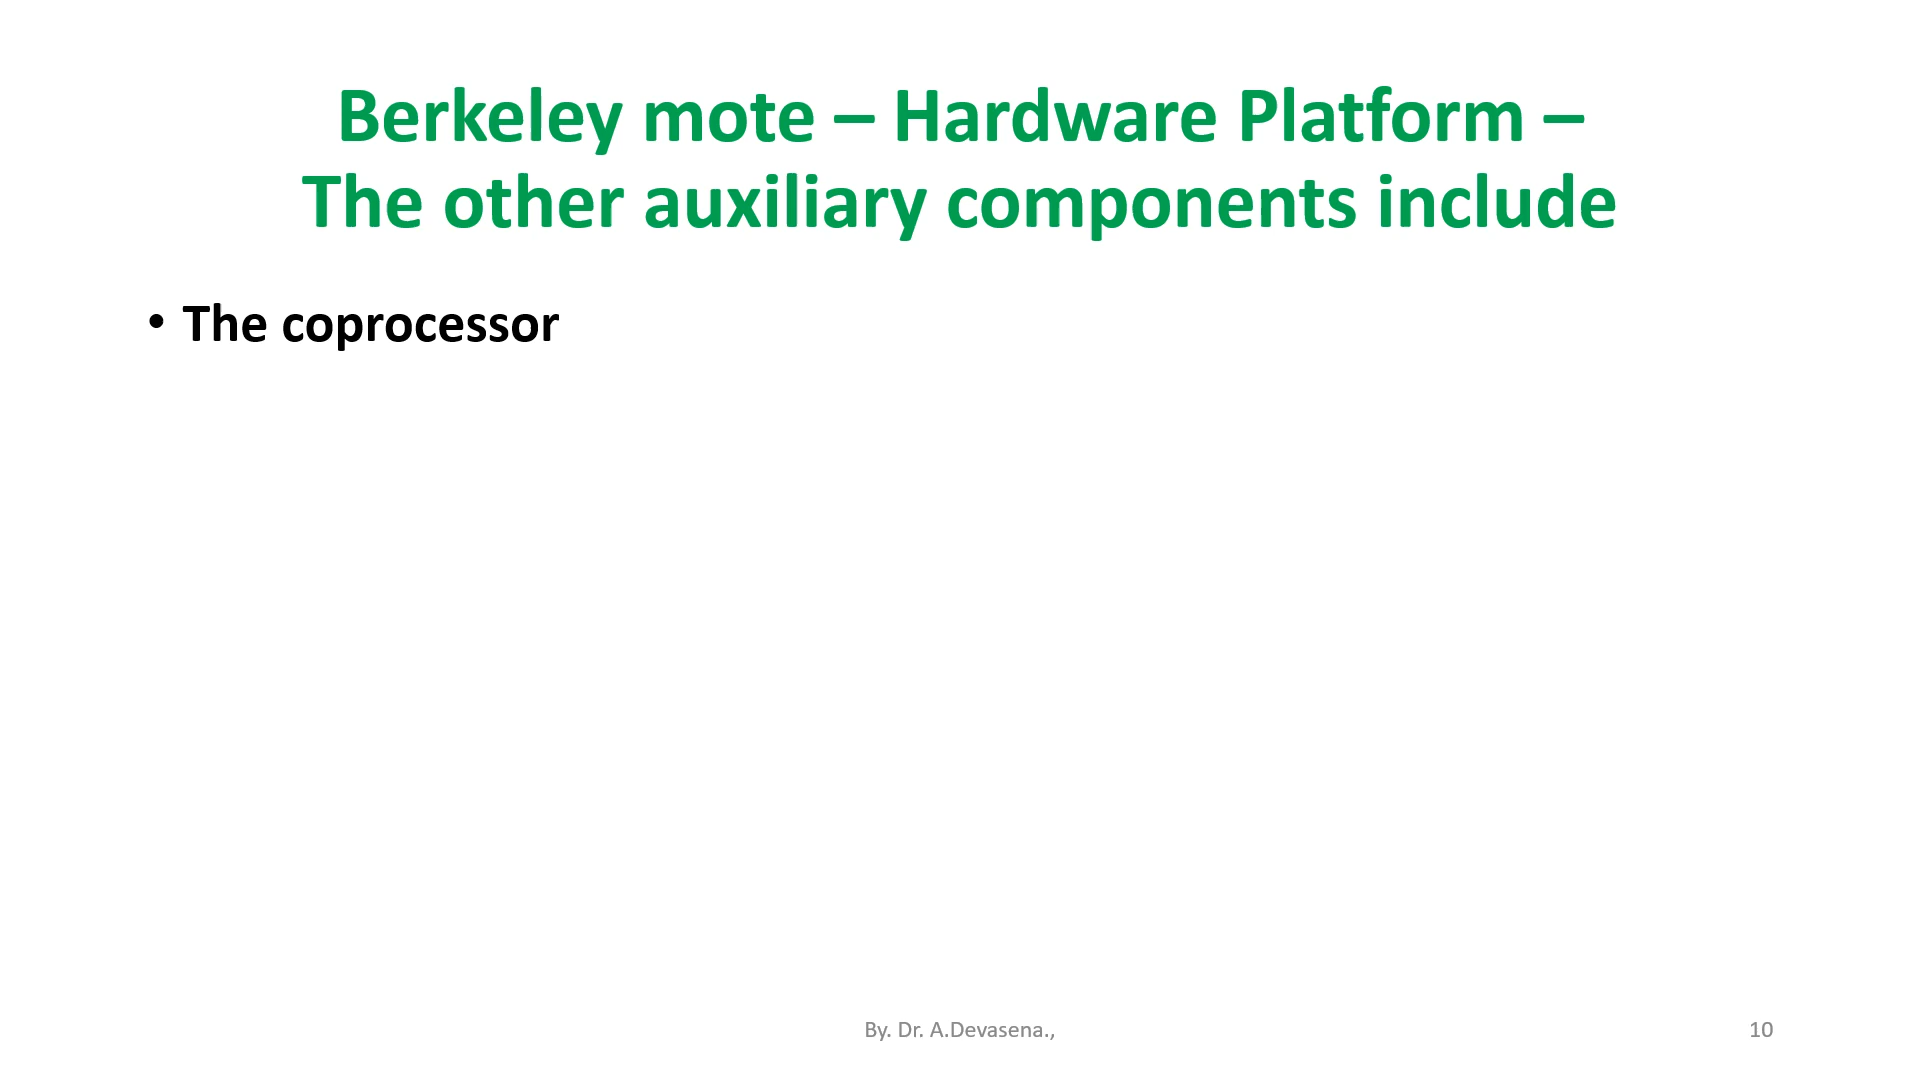 Berkeley mote – Hardware Platform –
The other auxiliary components include
• The coprocessor
By. Dr. A.Devasena.,
10